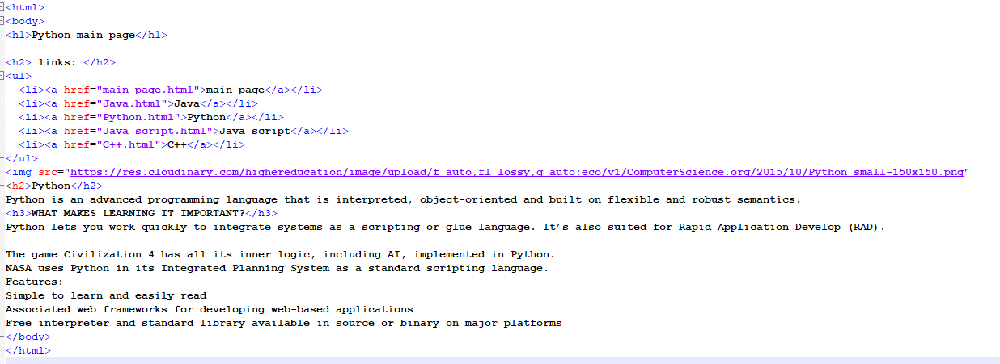 <html>
<body>
<h1>Python main page</h1>
<h2> links: </h2>
<ul>
<li><a href="main page.html">main page</a></li>
<li><a href="Java.html">Java</a></li>
<li><a href="Python.html">Python</a></li>
<li><a href="Java script.html">Java script</a></li>
<li><a href="C++.html">C++</a></li>
</ul>
<img src="https://res.cloudinary.com/highereducation/image/upload/f_auto,fl_lossy,q_auto:eco/v1/ComputerScience.org/2015/10/Python_small-150x150.png"
<h2>Python</h2>
Python is an advanced programming language that is interpreted, object-oriented and built on flexible and robust semantics.
<h3>WHAT MAKES LEARNING IT IMPORTANT?</h3>
Python lets you work quickly to integrate systems as a scripting or glue language. It’s also suited for Rapid Application Develop (RAD).
The game Civilization 4 has all its inner logic, including AI, implemented in Python.
NASA uses Python in its Integrated Planning System as a standard scripting language.
Features:
Simple to learn and easily read
Associated web frameworks for developing web-based applications
Free interpreter and standard library available in source or binary on major platforms
</body>
</html>